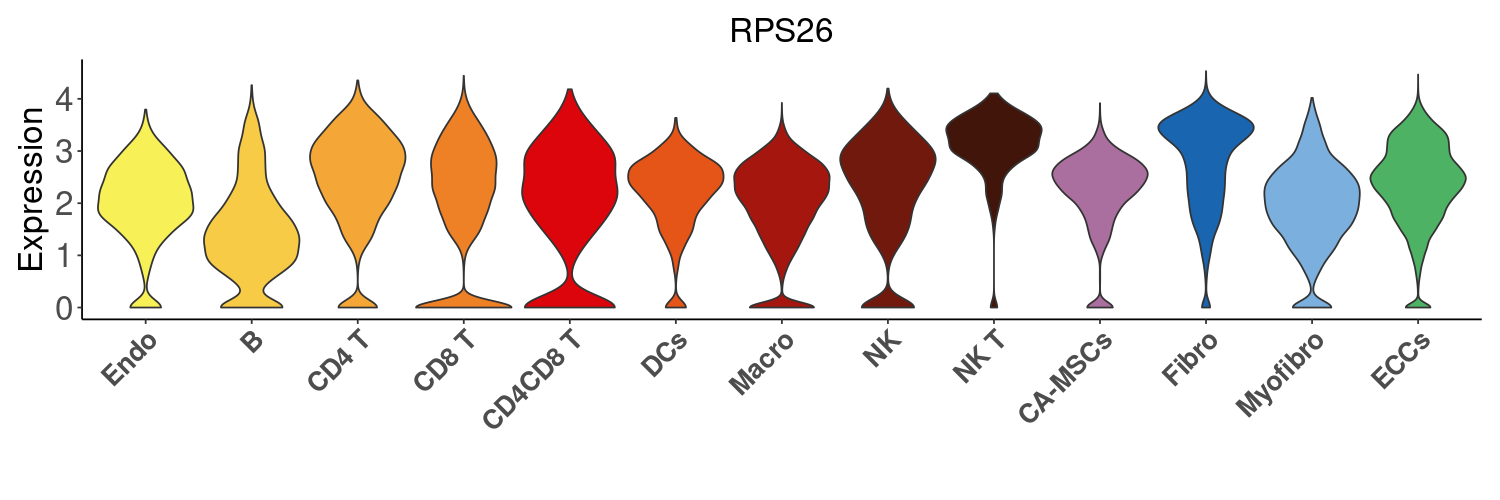 RPS26
Expression
4
3
2
1
0
Endo
B
CD4 T
CD8 T
CD4CD8 T
DCs
Macro
NK
NK T
CA-MSCs
Fibro
Myofibro
ECCs